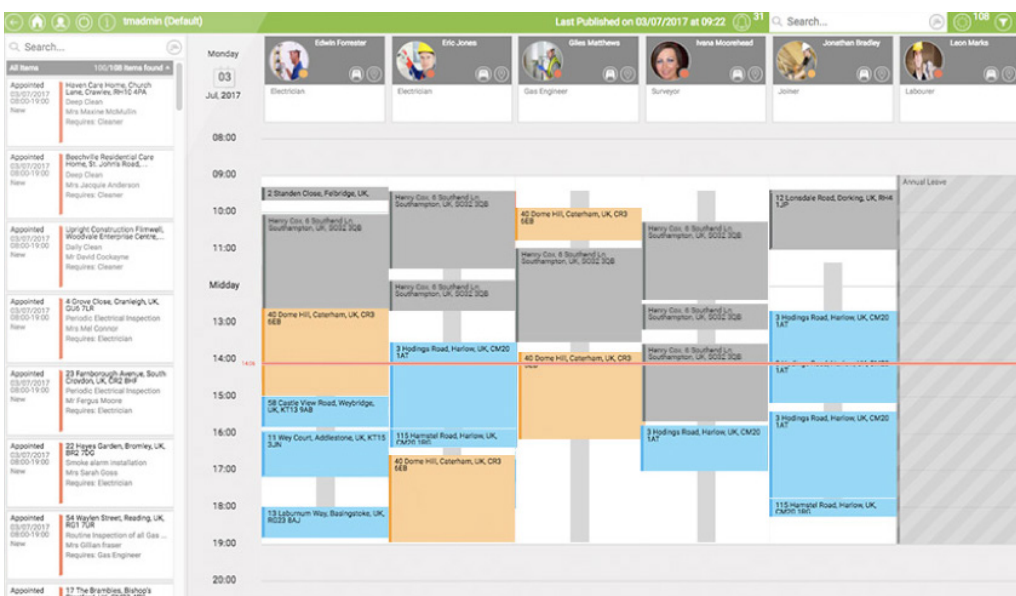 tmadmin (Default)
Last Published on 03/07/2017 at 09:22
31
Search...
108
Search...
All Items 100/108 items found
Appointed
03/07/2017
08:00-19:00
New
Haven Care Home, Church
Lane, Crawley, RH10 4PA
Deep Clean
Mrs Maxine McMullin
Requires: Cleaner
Appointed
03/07/2017
08:00-19:00
New
Beechville Residential Care
Home, St. John's Road, ...
Deep Clean
Mrs Jacquie Anderson
Requires: Cleaner
Appointed
03/07/2017
08:00-19:00
New
Upright Construction Flimwell,
Woodvale Enterprise Centre,...
Daily Clean
Mr David Cockayne
Requires: Cleaner
Appointed
03/07/2017
08:00-19:00
New
4 Grove Close, Cranleigh, UK,
GU6 7LR
Periodic Electrical Inspection
Mrs Mel Connor
Requires: Electrician
Appointed
03/07/2017
08:00-19:00
New
23 Farnborough Avenue, South
Croydon, UK, CR2 8HF
Periodic Electrical Inspection
Mr Fergus Moore
Requires: Electrician
Appointed
03/07/2017
08:00-19:00
New
22 Hayes Garden, Bromley, UK,
BR2 7DG
Smoke alarm installation
Mrs Sarah Goss
Requires: Electrician
Appointed
03/07/2017
08:00-19:00
New
54 Waylen Street, Reading, UK,
RG1 7UR
Routine Inspection of all Gas ...
Mrs Gillian fraser
Requires: Gas Engineer
Appointed
17 The Brambles, Bishop's
Monday
03
Jul, 2017
Edwin Forrester
Electrician
Eric Jones
Electrician
Giles Matthews
Gas Engineer
Ivana Moorehead
Surveyor
Jonathan Bradley
Joiner
Leon Marks
Labourer
08:00
09:00
10:00
11:00
Midday
13:00
14:00
14:06
15:00
16:00
17:00
18:00
19:00
20:00
2 Standen Close, Felbridge, UK,
Henry Cox, 6 Southend Ln,
Southampton, UK, SO32 3QB
40 Dome Hill, Caterham, UK, CR3
6EB
58 Castle View Road, Weybridge,
UK, KT13 9AB
11 Wey Court, Addlestone, UK, KT15
2JN
13 Laburnum Way, Basingstoke, UK,
RG23 8AJ
Henry Cox, 6 Southend Ln,
Southampton, UK, SO32 3QB
Henry Cox, 6 Southend Ln,
Southampton, UK, SO32 3QB
3 Hodings Road, Harlow, UK, CM20
1AT
115 Hamstel Road, Harlow, UK,
CM20 1RG
40 Dome Hill, Caterham, UK, CR3
6EB
40 Dome Hill, Caterham, UK, CR3
6EB
Henry Cox, 6 Southend Ln,
Southampton, UK, SO32 3QB
40 Dome Hill, Caterham, UK, CR3
Henry Cox, 6 Southend Ln,
Southampton, UK, SO32 3QB
Henry Cox, 6 Southend Ln,
Southampton, UK, SO32 3QB
Henry Cox, 6 Southend Ln,
Southampton, UK, SO32 3QB
3 Hodings Road, Harlow, UK, CM20
1AT
12 Lonsdale Road, Dorking, UK, RH4
1JP
3 Hodings Road, Harlow, UK, CM20
1AT
1AT
3 Hodings Road, Harlow, UK, CM20
1AT
115 Hamstel Road, Harlow, UK,
CM20 1RG
Annual Leave